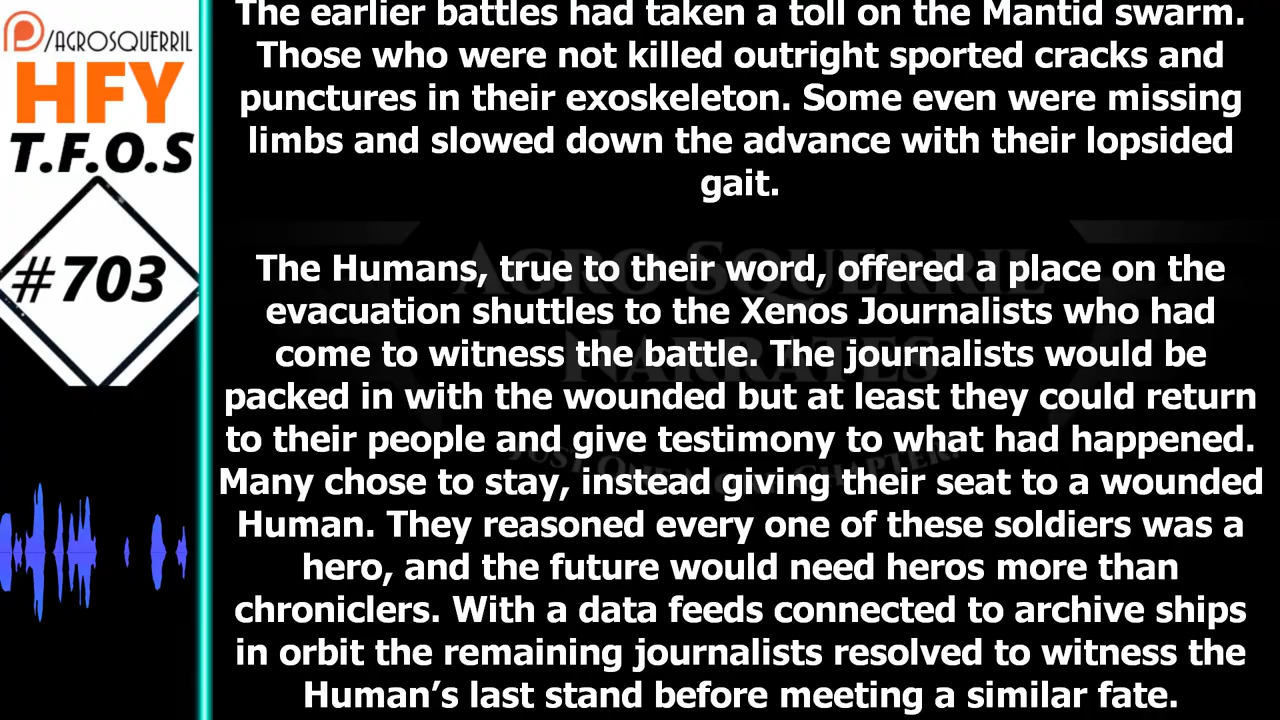 /AGROSQUERRIL
HFY
T.F.O.S
#703
The earlier battles had taken a toll on the Mantid swarm.
Those who were not killed outright sported cracks and
punctures in their exoskeleton. Some even were missing
limbs and slowed down the advance with their lopsided
gait.
The Humans, true to their word, offered a place on the
evacuation shuttles to the Xenos Journalists who had
come to witness the battle. The journalists would be
packed in with the wounded but at least they could return
to their people and give testimony to what had happened.
Many chose to stay, instead giving their seat to a wounded
Human. They reasoned every one of these soldiers was a
hero, and the future would need heros more than
chroniclers. With a data feeds connected to archive ships
in orbit the remaining journalists resolved to witness the
Human’s last stand before meeting a similar fate.
AGRO SQUERRIL
NARRATES
JUST ONE MORE CHAPTER.